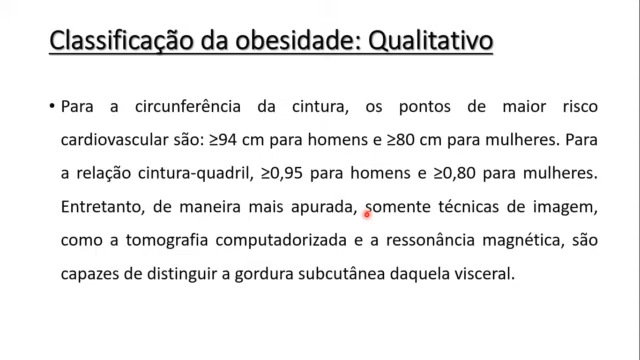 Classificação da obesidade: Qualitativo
• Para a circunferência da cintura, os pontos de maior risco
cardiovascular são: ≥94 cm para homens e ≥80 cm para mulheres. Para
a relação cintura-quadril, ≥0,95 para homens e ≥0,80 para mulheres.
Entretanto, de maneira mais apurada, somente técnicas de imagem,
como a tomografia computadorizada e a ressonância magnética, são
capazes de distinguir a gordura subcutânea daquela visceral.